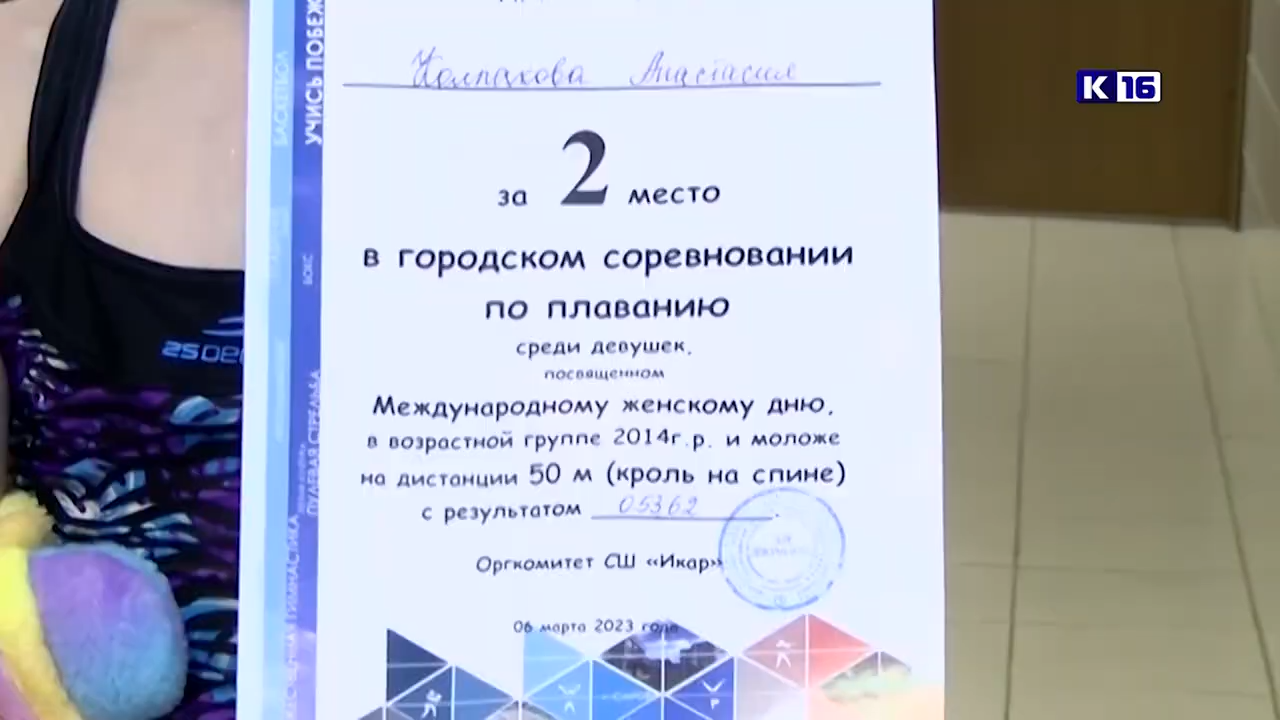 Колпакова Анастасия
К 16
за 2 место
в городском соревновании
по плаванию
среди девушек,
посвященном
Международному женскому дню,
в возрастной группе 2014г.р. и моложе
на дистанции 50 м (кроль на спине)
с результатом 05362
Оргкомитет СШ «Икар»
06 марта 2023 года
УЧИСЬ ПОБЕЖ
БАСКЕТБОЛ
БОКС
ПУЛЕВАЯ СТРЕЛЬБА
ГИМНАСТИКА
2SDE